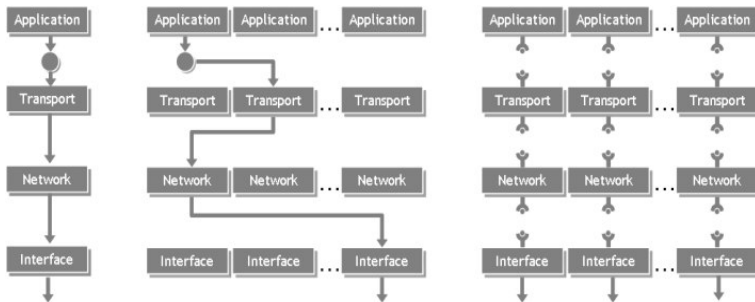 Application
Transport
Network
Interface
Application Application ... Application
Transport Transport ... Transport
Network Network ... Network
Interface Interface ... Interface
Application Application ... Application
Transport Transport ... Transport
Network Network ... Network
Interface Interface ... Interface